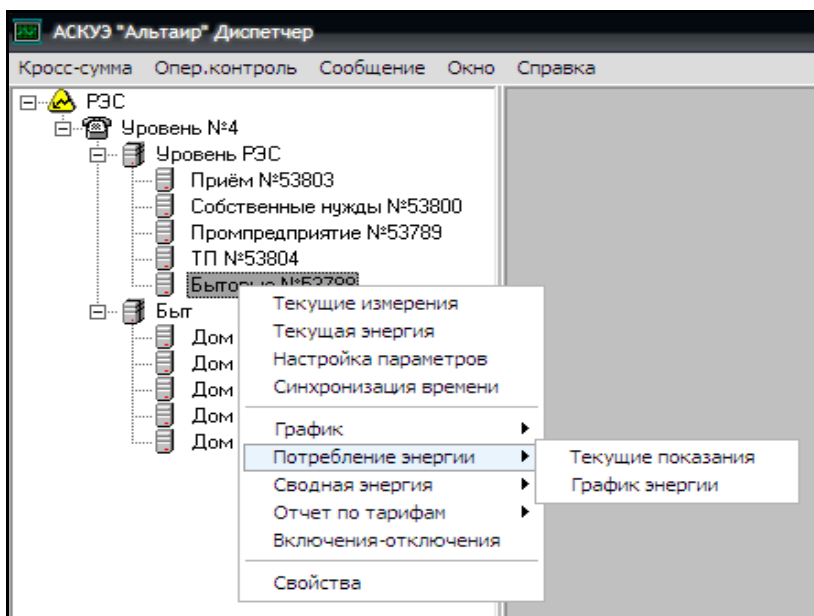 АСКУЭ "Альтаир" Диспетчер
Кросс-сумма Опер.контроль Сообщение Окно Справка
РЭС
Уровень №4
Уровень РЭС
Приём №53803
Собственные нужды №53800
Промпредприятие №53789
ТП №53804
Бытовые №53799
Быт
Дом
Дом
Дом
Дом
Дом
Текущие измерения
Текущая энергия
Настройка параметров
Синхронизация времени
График
Потребление энергии
Сводная энергия
Отчет по тарифам
Включения-отключения
Свойства
Текущие показания
График энергии